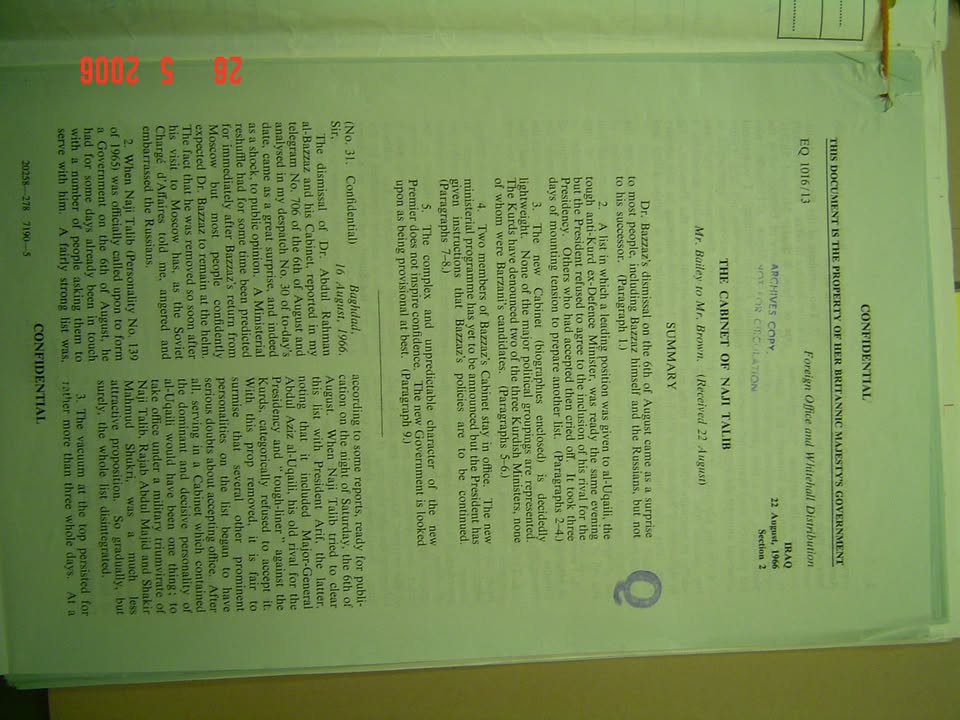 THIS DOCUMENT IS THE PROPERTY OF HER BRITANNIC MAJESTY'S GOVERNMENT
CONFIDENTIAL
EQ 1016/13
Foreign Office and Whitehall Distribution
ARCHIVES COPY
NOT FOR CIRCULATION
IRAQ
22 August, 1966
Section 2
THE CABINET OF NAJI TALIB
Mr. Bailey to Mr. Brown. (Received 22 August)
SUMMARY
Q
Dr. Bazzaz's dismissal on the 6th of August came as a surprise
to most people, including Bazzaz himself and the Russians, but not
to his successor. (Paragraph 1.)
2. A list in which a leading position was given to al-Uqaili, the
tough anti-Kurd ex-Defence Minister, was ready the same evening
but the President refused to agree to the inclusion of his rival for the
Presidency. Others who had accepted then cried off. It took three
days of mounting tension to prepare another list. (Paragraphs 2-4.)
3. The new Cabinet (biographies enclosed) is decidedly
lightweight. None of the major political groupings are represented.
The Kurds have denounced two of the three Kurdish Ministers, none
of whom were Barzani's candidates. (Paragraphs 5-6.)
4. Two members of Bazzaz's Cabinet stay in office. The new
ministerial programme has yet to be announced but the President has
given instructions that Bazzaz's policies are to be continued.
(Paragraphs 7-8.)
5. The complex and unpredictable character of the new
Premier does not inspire confidence. The new Government is looked
upon as being provisional at best. (Paragraph 9.)
(No. 31. Confidential) Baghdad,
Sir, 16 August, 1966.
The dismissal of Dr. Abdul Rahman
al-Bazzaz and his Cabinet, reported in my
telegram No. 706 of the 6th of August and
analysed in my despatch No. 30 of to-day's
date, came as a great surprise, and indeed
as a shock, to public opinion. A Ministerial
reshuffle had for some time been predicted
for immediately after Bazzaz's return from
Moscow but most people confidently
expected Dr. Bazzaz to remain at the helm.
The fact that he was removed so soon after
his visit to Moscow has, as the Soviet
Chargé d'Affaires told me, angered and
embarrassed the Russians.
2. When Naji Talib (Personality No. 139
of 1965) was officially called upon to form
a Government on the 6th of August, he
had for some days already been in touch
with a number of people asking them to
serve with him. A fairly strong list was,
according to some reports, ready for publi-
cation on the night of Saturday, the 6th of
August. When Naji Talib tried to clear
this list with President Arif, the latter,
noting that it included Major-General
Abdul Aziz al-Uqaili, his old rival for the
Presidency and "tough-liner" against the
Kurds, categorically refused to accept it.
With this prop removed, it is fair to
surmise that several other prominent
personalities on the list began to have
serious doubts about accepting office. After
all, serving in a Cabinet which contained
the dominant and decisive personality of
al-Uqaili would have been one thing; to
take office under a military triumvirate of
Naji Talib, Rajab Abdul Majid and Shakir
Mahmud Shukri, was a much less
attractive proposition. So gradually, but
surely, the whole list disintegrated.
3. The vacuum at the top persisted for
rather more than three whole days. At a
CONFIDENTIAL
20258—278 7190—5
26 5 2006